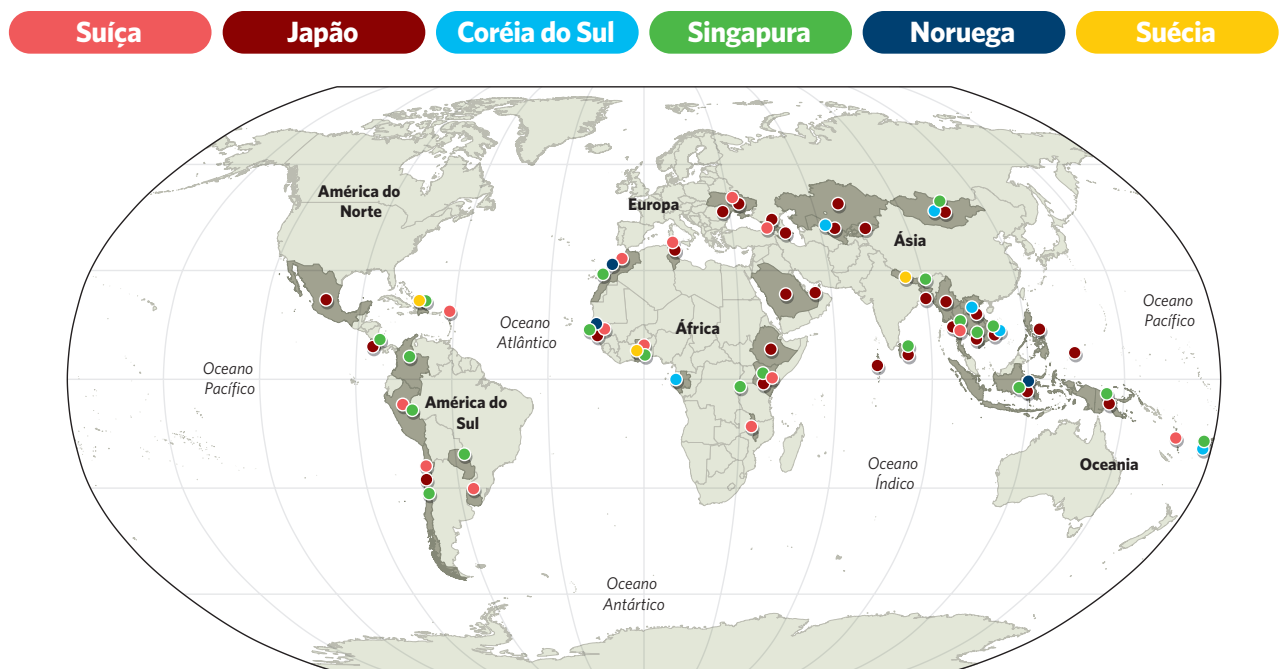 Suíça
Japão
Coréia do Sul
Singapura
Noruega
Suécia
América do
Norte
Europa
Ásia
Oceano
Pacífico
Oceano
Atlântico
África
Oceano
Pacífico
América do
Sul
Oceano
Índico
Oceania
Oceano
Antártico